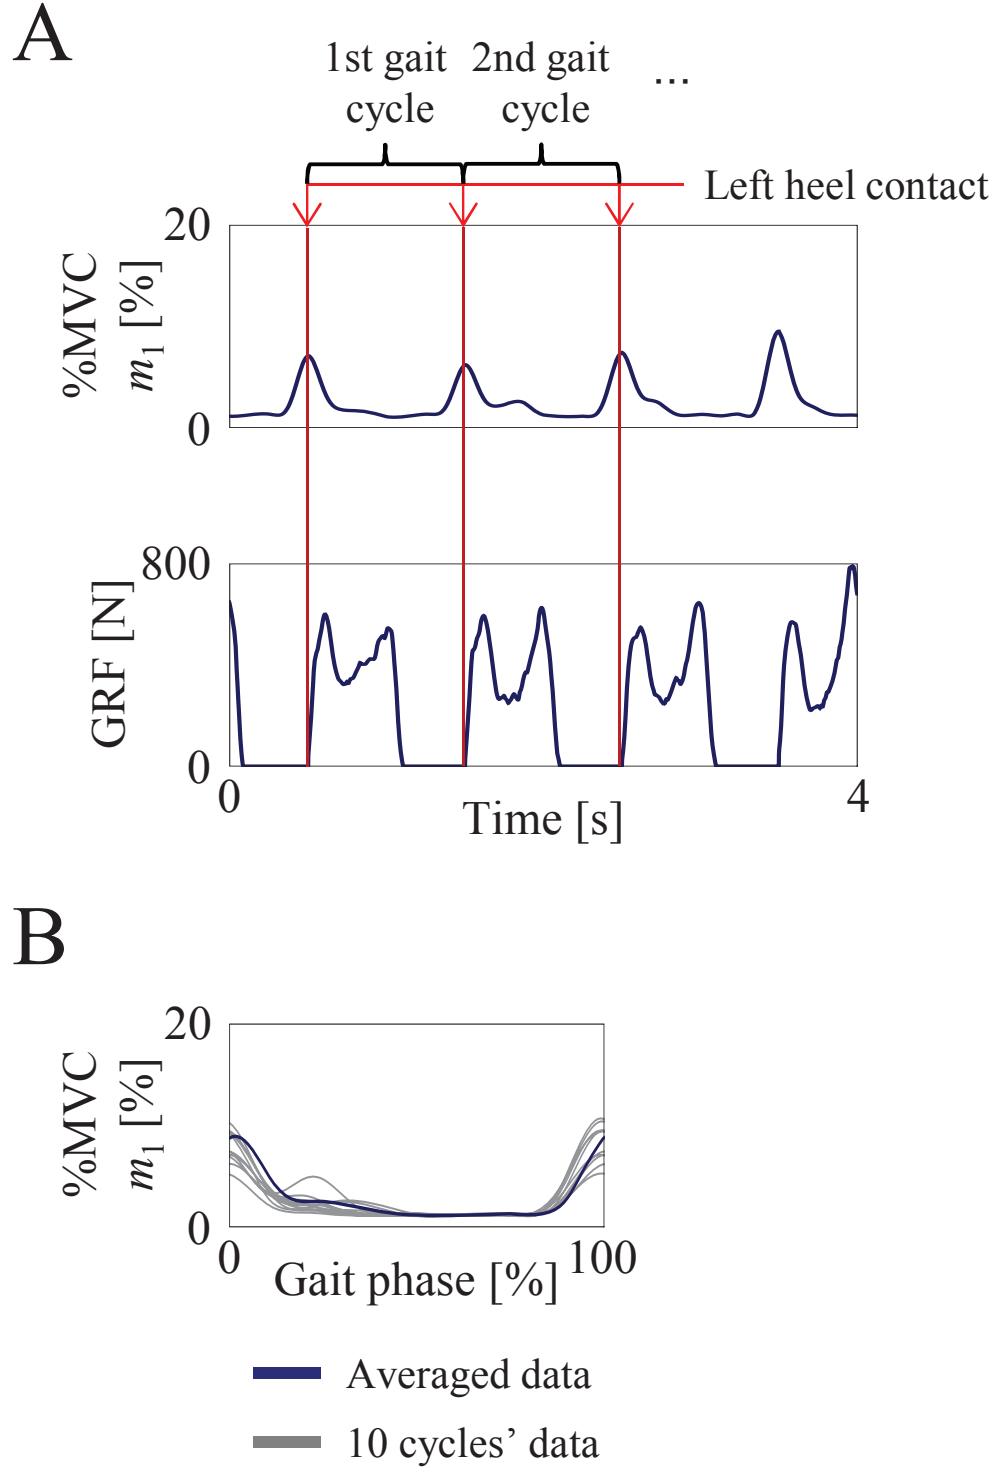 A
1st gait 2nd gait ...
cycle cycle
Left heel contact
20
%MVC
m1 [%]
0
800
GRF [N]
0
0 4
Time [s]
B
20
%MVC
m1 [%]
0
0 100
Gait phase [%]
Averaged data
10 cycles’ data